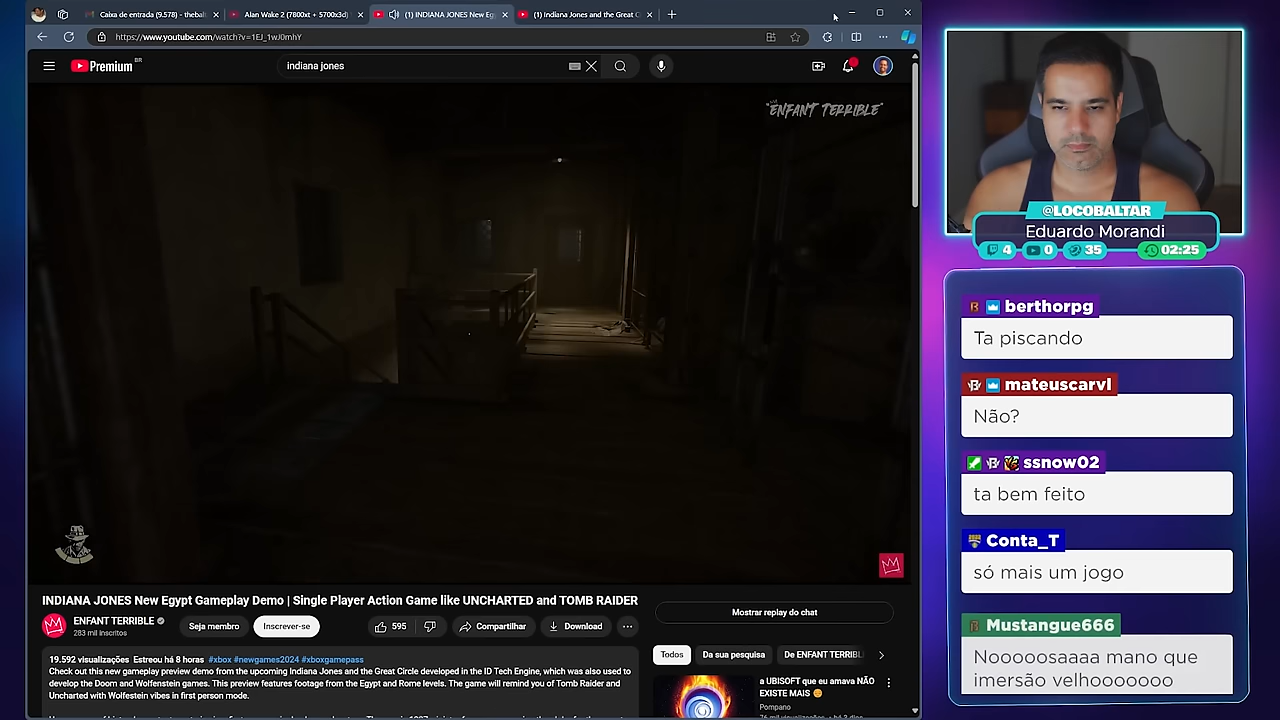 Caixa de entrada (9.578) - thebal
Alan Wake 2 (7800xt + 5700x3d)
(1) INDIANA JONES New Eg
(1) Indiana Jones and the Great C
https://www.youtube.com/watch?v=1EJ_1wJ0mhY
Premium BR
indiana jones
"ENFANT TERRIBLE"
INDIANA JONES New Egypt Gameplay Demo | Single Player Action Game like UNCHARTED and TOMB RAIDER
ENFANT TERRIBLE
283 mil inscritos
Seja membro
Inscrever-se
595
Compartilhar
Download
19.592 visualizações Estreou há 8 horas #xbox #newgames2024 #xboxgamepass
Check out the new gameplay preview demo from the upcoming Indiana Jones and the Great Circle developed in the ID Tech Engine, which was also used to
develop the Doom and Wolfenstein games. This preview features footage from the Egypt and Rome levels. The game will remind you of Tomb Raider and
Uncharted with Wolfestein vibes in first person mode.
Mostrar replay do chat
Todos
Da sua pesquisa
De ENFANT TERRIBL
a UBISOFT que eu amava NÃO
EXISTE MAIS
Pompano
@LOCOBALTAR
Eduardo Morandi
4
0
35
02:25
berthorpg
Ta piscando
mateuscarvl
Não?
ssnow02
ta bem feito
Conta_T
só mais um jogo
Mustangue666
Nooooosaaaa mano que
imersão velhooooooo